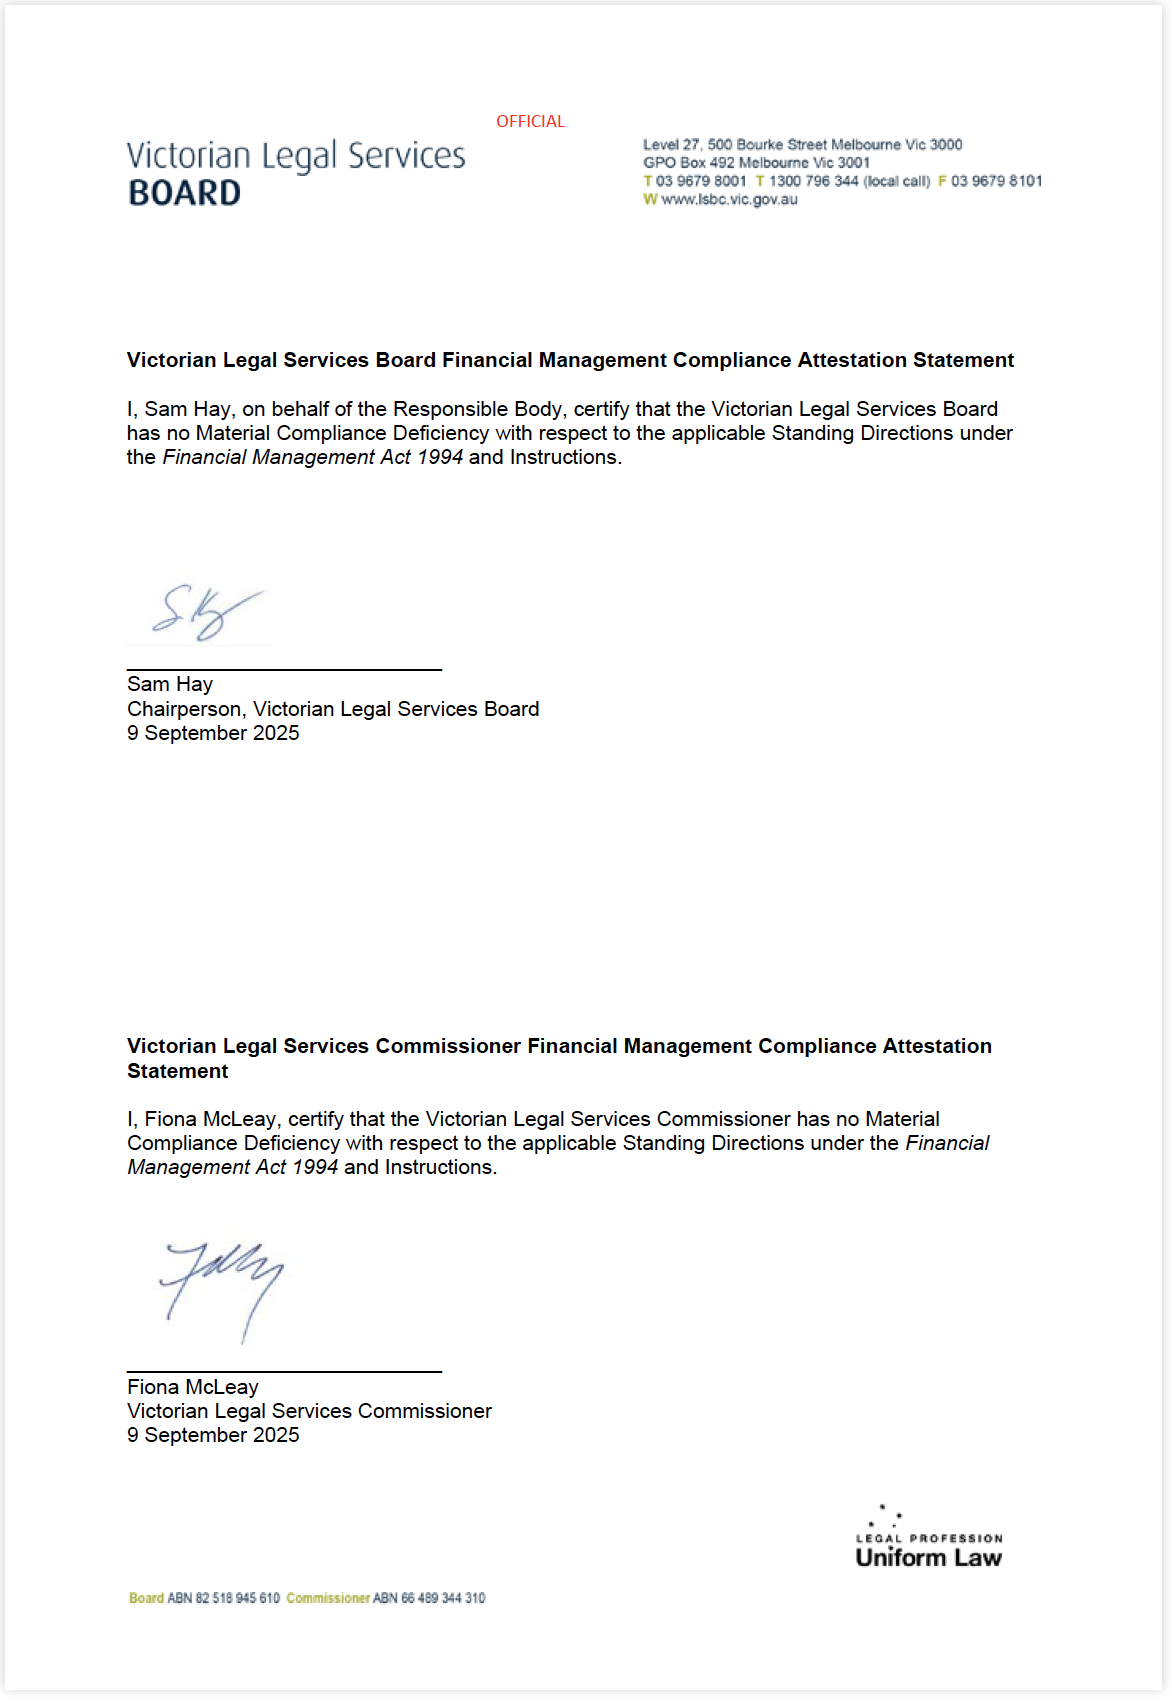 OFFICIAL
Victorian Legal Services
BOARD
Level 27, 500 Bourke Street Melbourne Vic 3000
GPO Box 492 Melbourne Vic 3001
T 03 9679 8001 T 1300 796 344 (local call) F 03 9679 8101
W www.lsbc.vic.gov.au
Victorian Legal Services Board Financial Management Compliance Attestation Statement
I, Sam Hay, on behalf of the Responsible Body, certify that the Victorian Legal Services Board
has no Material Compliance Deficiency with respect to the applicable Standing Directions under
the Financial Management Act 1994 and Instructions.
Sam Hay
Chairperson, Victorian Legal Services Board
9 September 2025
Victorian Legal Services Commissioner Financial Management Compliance Attestation
Statement
I, Fiona McLeay, certify that the Victorian Legal Services Commissioner has no Material
Compliance Deficiency with respect to the applicable Standing Directions under the Financial
Management Act 1994 and Instructions.
Fiona McLeay
Victorian Legal Services Commissioner
9 September 2025
LEGAL PROFESSION
Uniform Law
Board ABN 82 518 945 610 Commissioner ABN 66 489 344 310